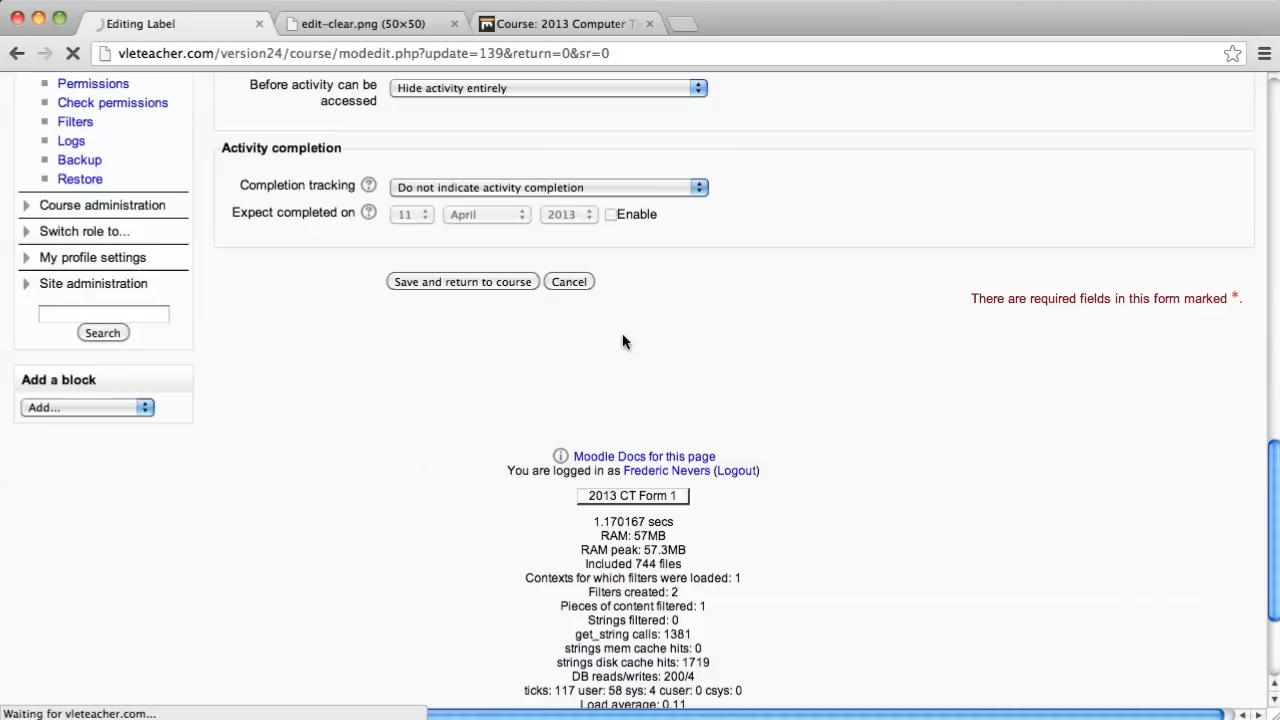 Editing Label
edit-clear.png (50×50)
Course: 2013 Computer T
vleteacher.com/version24/course/modedit.php?update=139&return=0&sr=0
Permissions
Check permissions
Filters
Logs
Backup
Restore
Course administration
Switch role to...
My profile settings
Site administration
Search
Add a block
Add...
Before activity can be
accessed
Hide activity entirely
Activity completion
Completion tracking
Do not indicate activity completion
Expect completed on
11 April 2013 Enable
Save and return to course Cancel
There are required fields in this form marked *.
Moodle Docs for this page
You are logged in as Frederic Nevers (Logout)
2013 CT Form 1
1.170167 secs
RAM: 57MB
RAM peak: 57.3MB
Included 744 files
Contexts for which filters were loaded: 1
Filters created: 2
Pieces of content filtered: 1
Strings filtered: 0
get_string calls: 1381
strings mem cache hits: 0
strings disk cache hits: 1719
DB reads/writes: 200/4
ticks: 117 user: 58 sys: 4 cuser: 0 csys: 0
Load average: 0.11
Waiting for vleteacher.com...